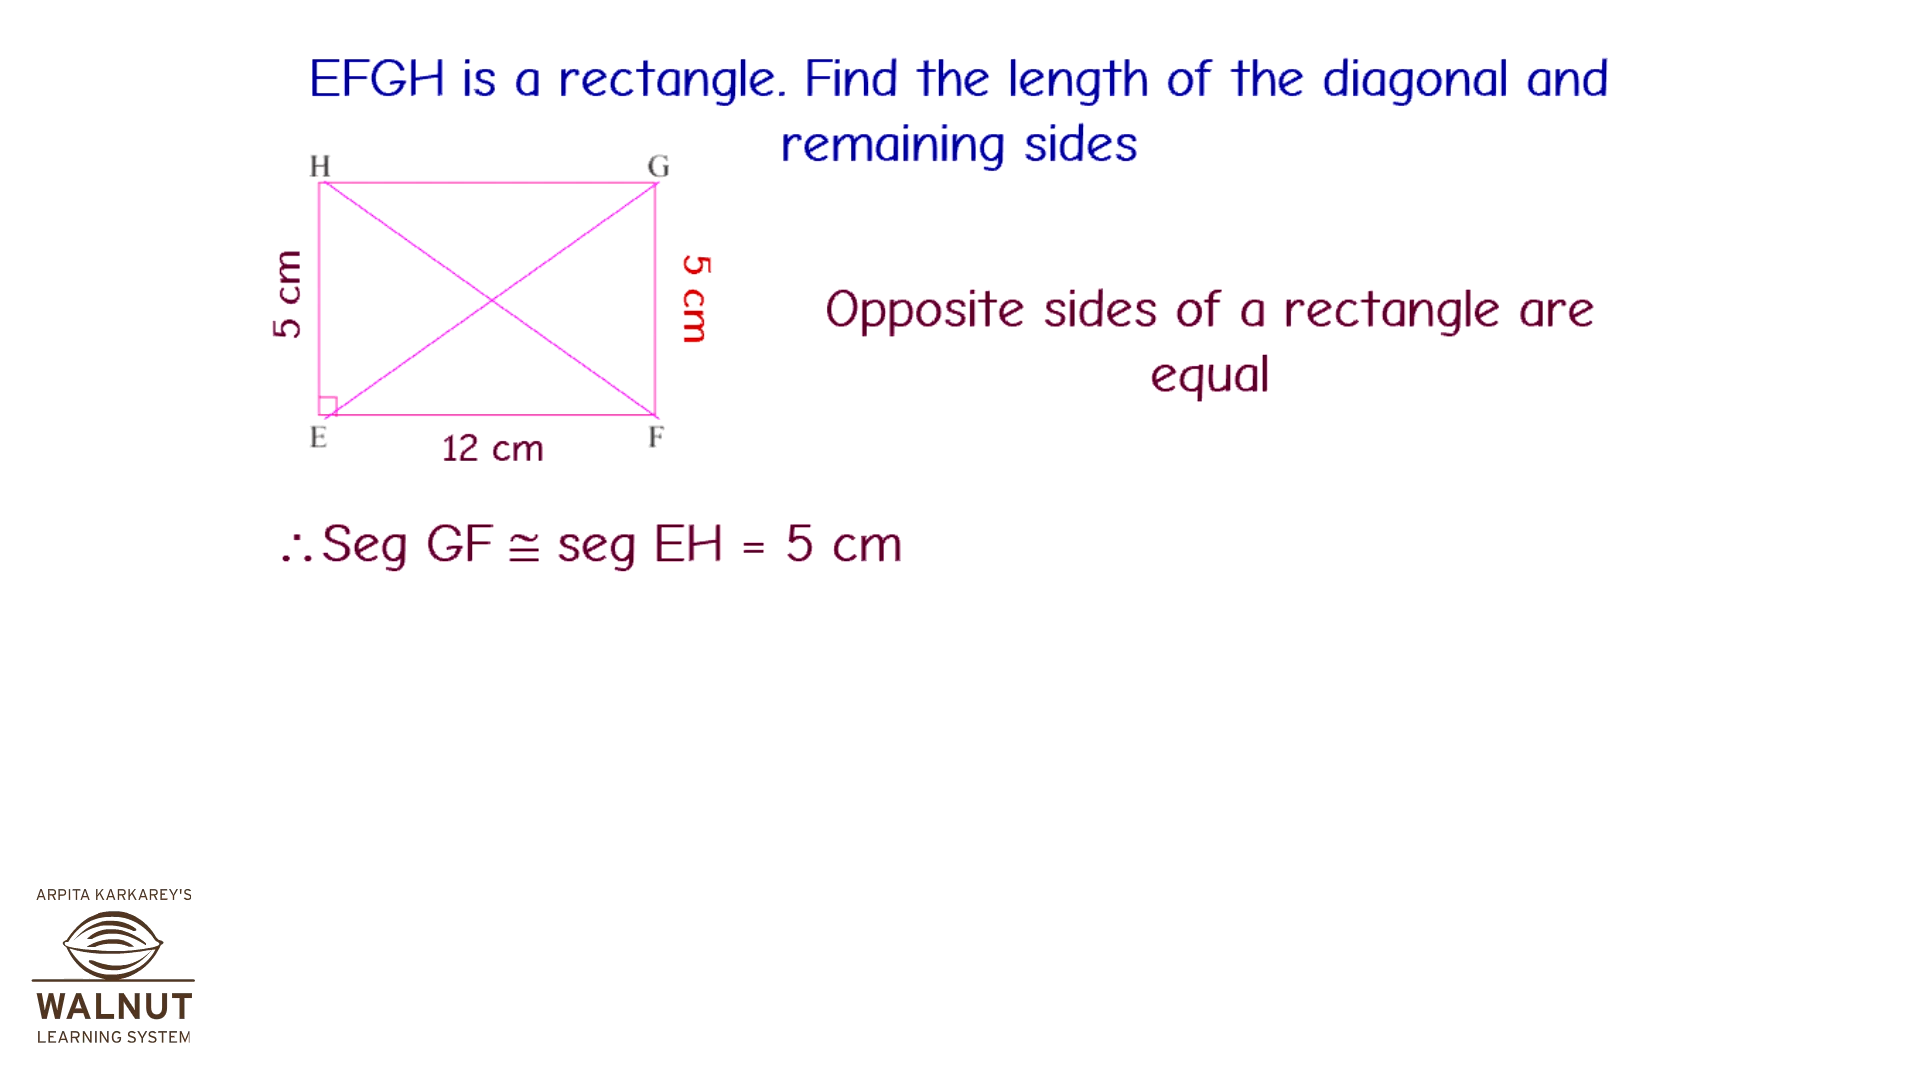 EFGH is a rectangle. Find the length of the diagonal and
remaining sides
H
G
5 cm
5 cm
Opposite sides of a rectangle are
equal
E
F
12 cm
∴ Seg GF ≅ seg EH = 5 cm
ARPITA KARKAREY'S
WALNUT
LEARNING SYSTEM